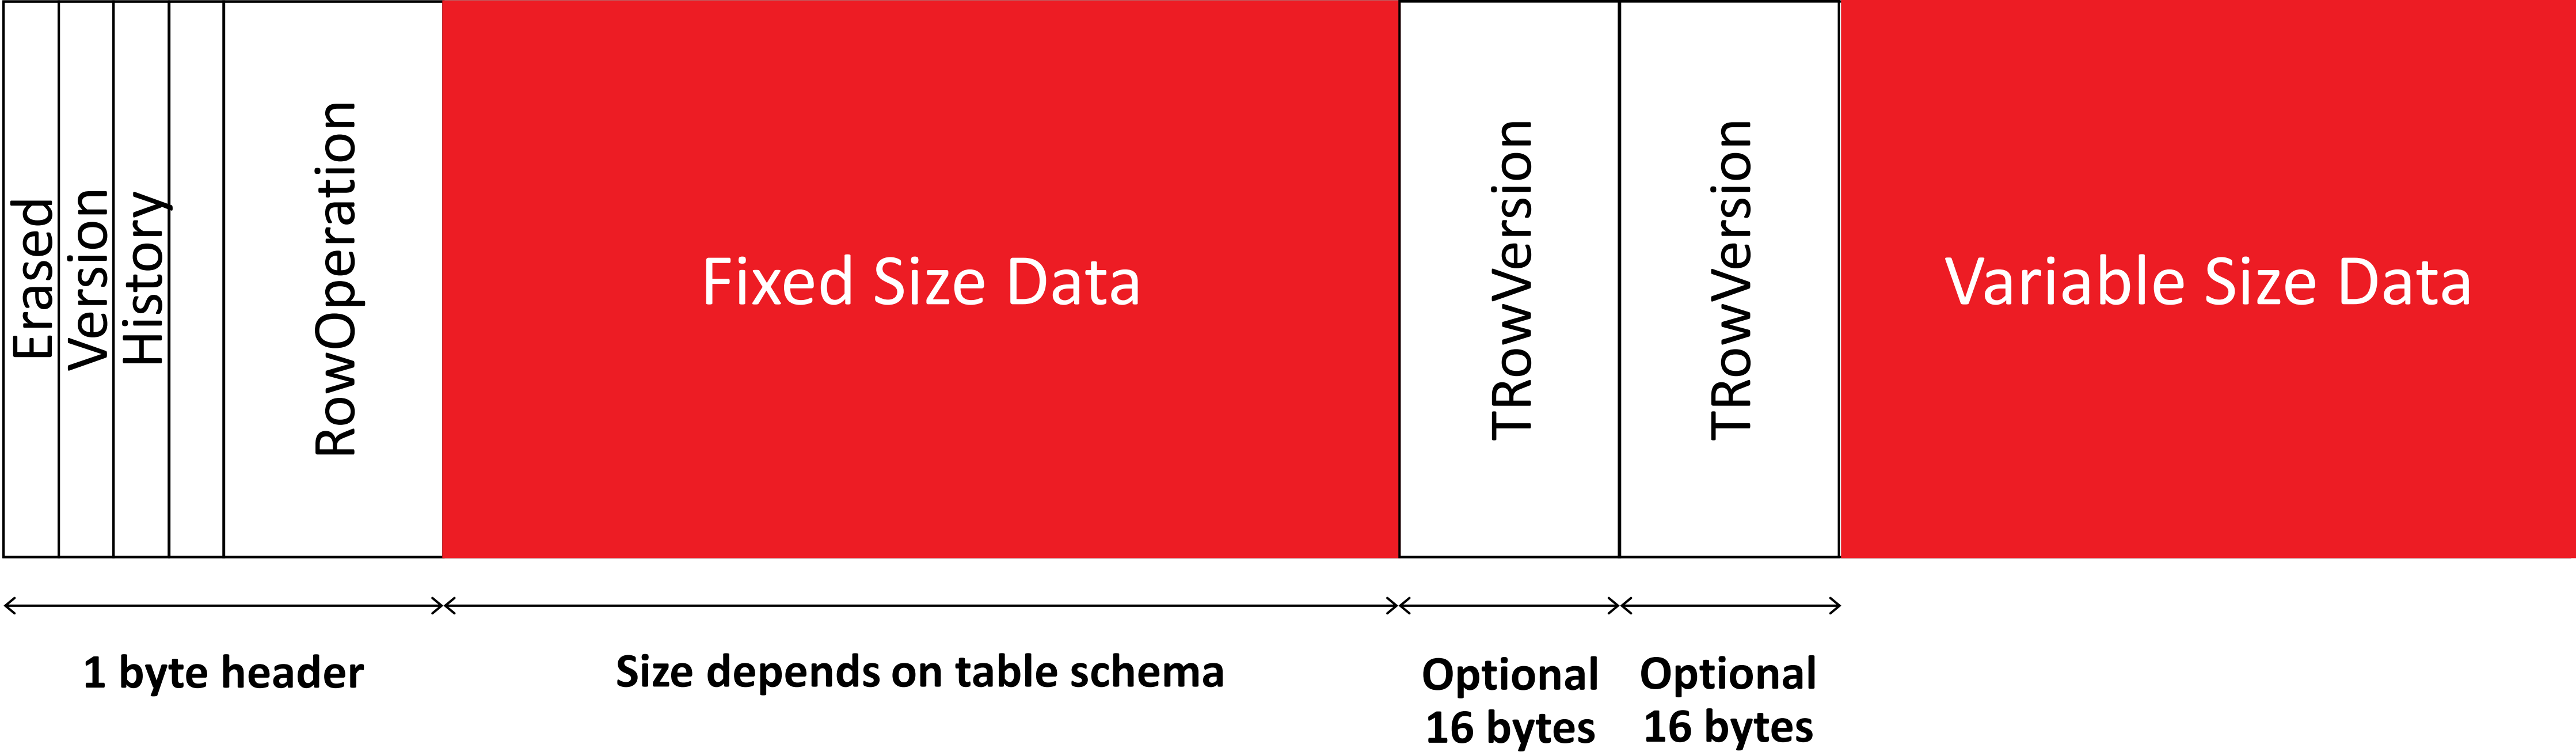 Erased
Version
History
RowOperation
Fixed Size Data
TRowVersion
TRowVersion
Variable Size Data
1 byte header
Size depends on table schema
Optional
16 bytes
Optional
16 bytes